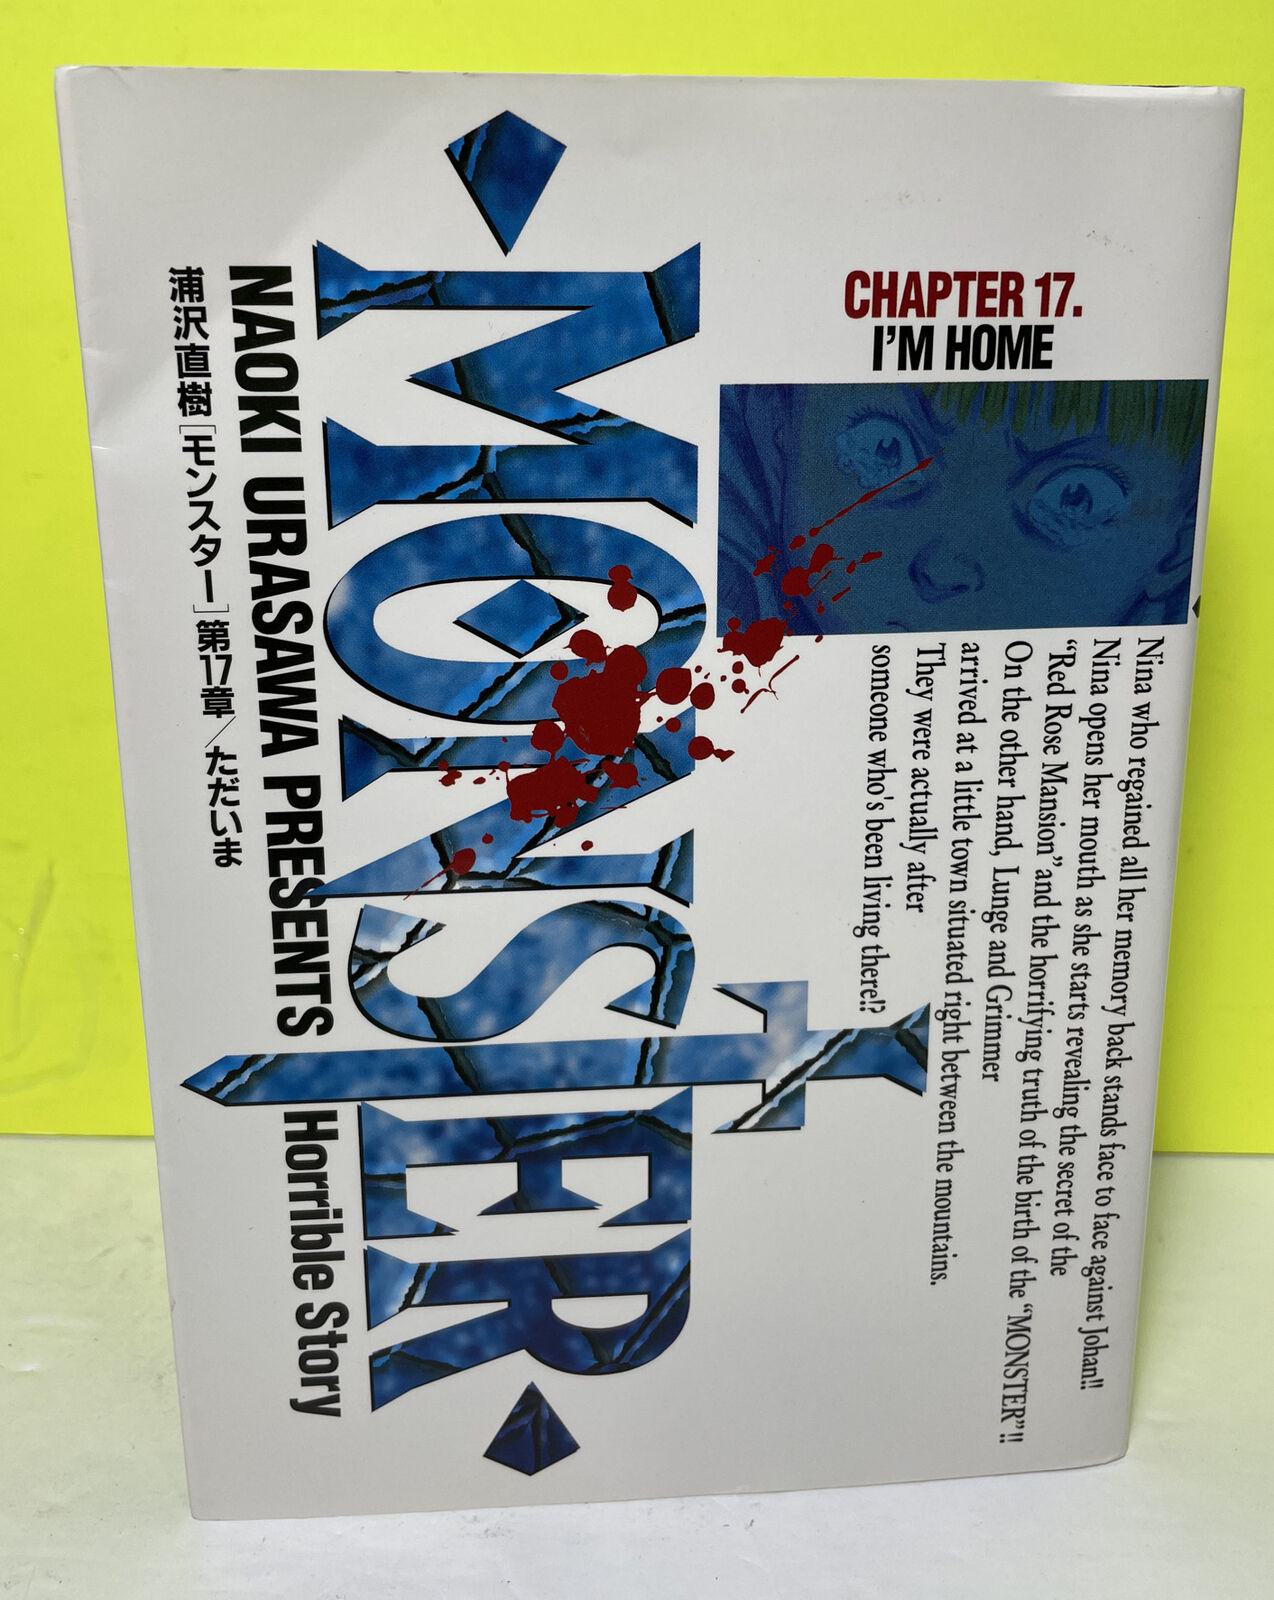 CHAPTER 17.
I'M HOME
Nina who regained all her memory back stands face to face against Johan!!
Nina opens her mouth as she starts revealing the secret of the
“Red Rose Mansion” and the horrifying truth of the birth of the “MONSTER”!!
On the other hand, Lunge and Grimmer
arrived at a little town situated right between the mountains.
They were actually after
someone who's been living there!?
MONSTER
NAOKI URASAWA PRESENTS Horrible Story
浦沢直樹［モンスター］第17章／ただいま